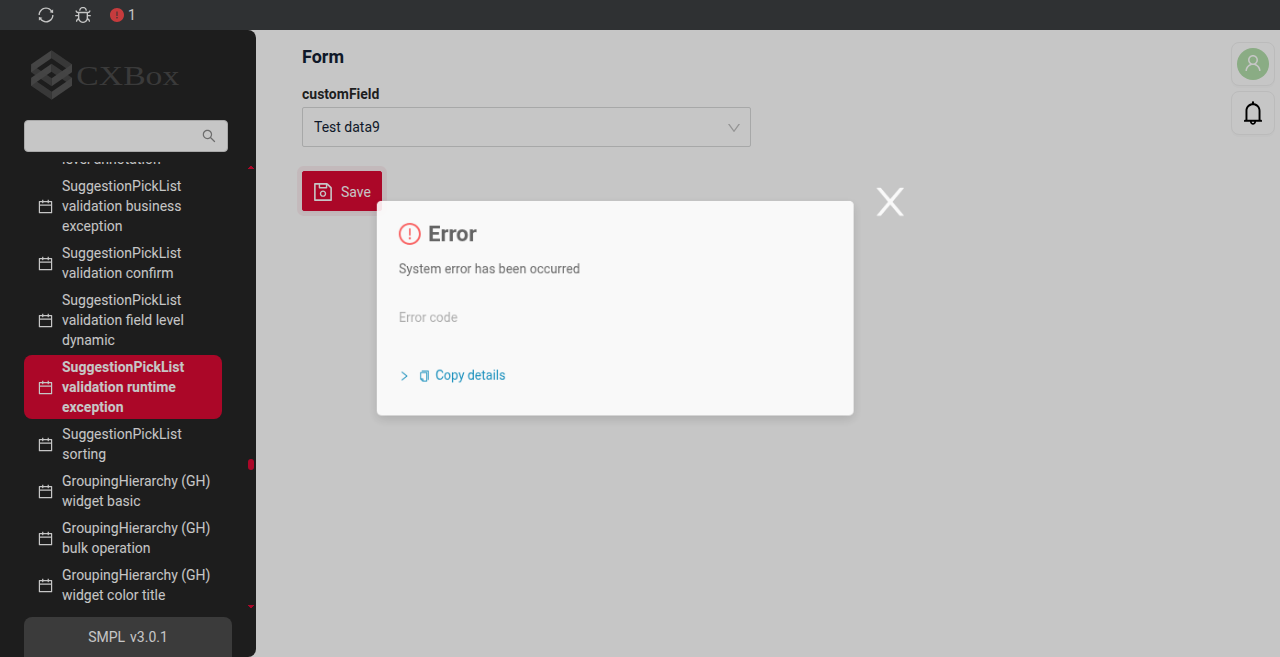 1
CXBox
level annotation
SuggestionPickList
validation business
exception
SuggestionPickList
validation confirm
SuggestionPickList
validation field level
dynamic
SuggestionPickList
validation runtime
exception
SuggestionPickList
sorting
GroupingHierarchy (GH)
widget basic
GroupingHierarchy (GH)
bulk operation
GroupingHierarchy (GH)
widget color title
SMPL v3.0.1
Form
customField
Test data9
Save
Error
System error has been occurred
Error code
Copy details